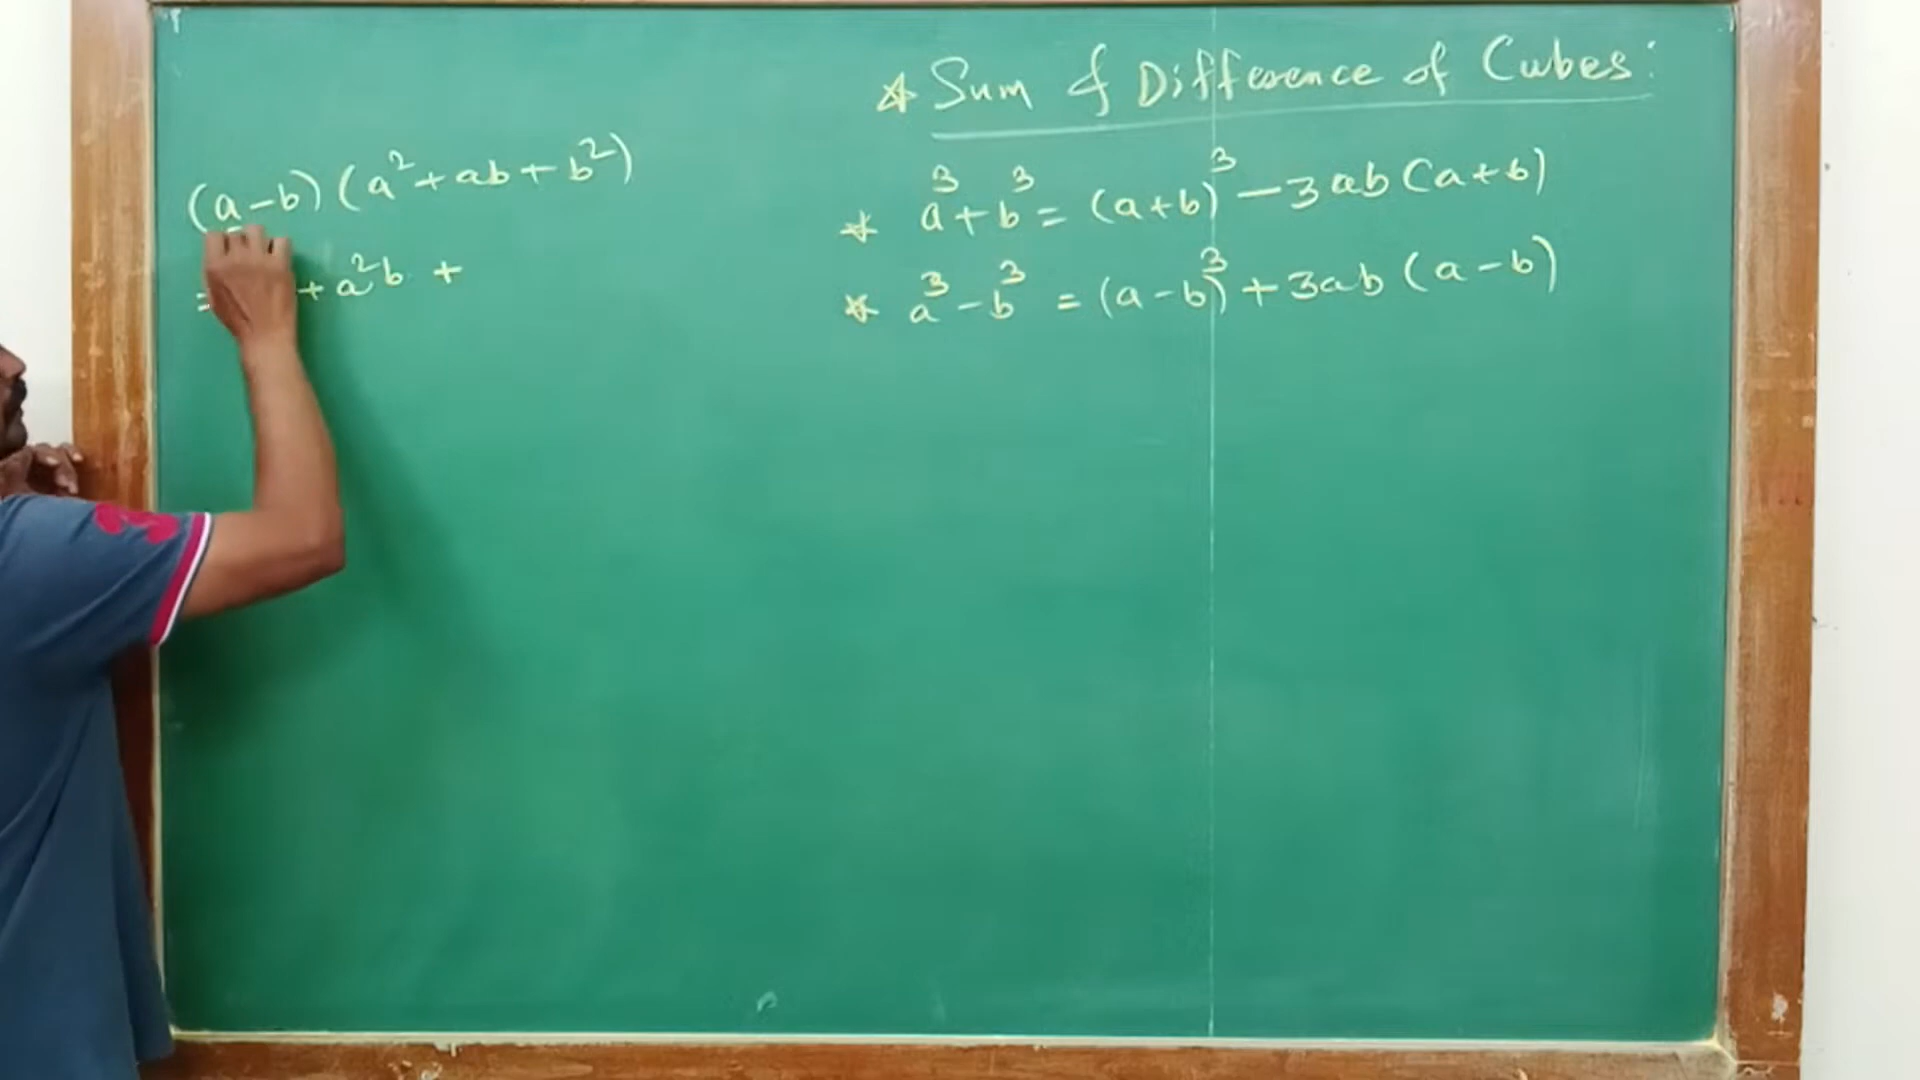 ☆ Sum & Difference of Cubes:
(a-b)(a²+ab+b²)
= +a²b +
* a³+b³ = (a+b)³ - 3ab(a+b)
* a³-b³ = (a-b)³ + 3ab(a-b)